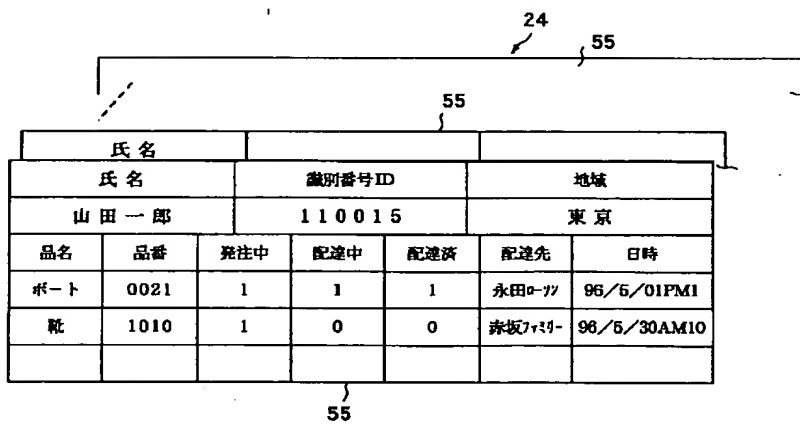 24
55
55
氏名
氏名 識別番号ID 地域
山田一郎 110015 東京
品名 品番 発注中 配達中 配達済 配達先 日時
ボート 0021 1 1 1 永田ローソン 96/5/01PM1
靴 1010 1 0 0 赤坂ファミリー 96/5/30AM10
55